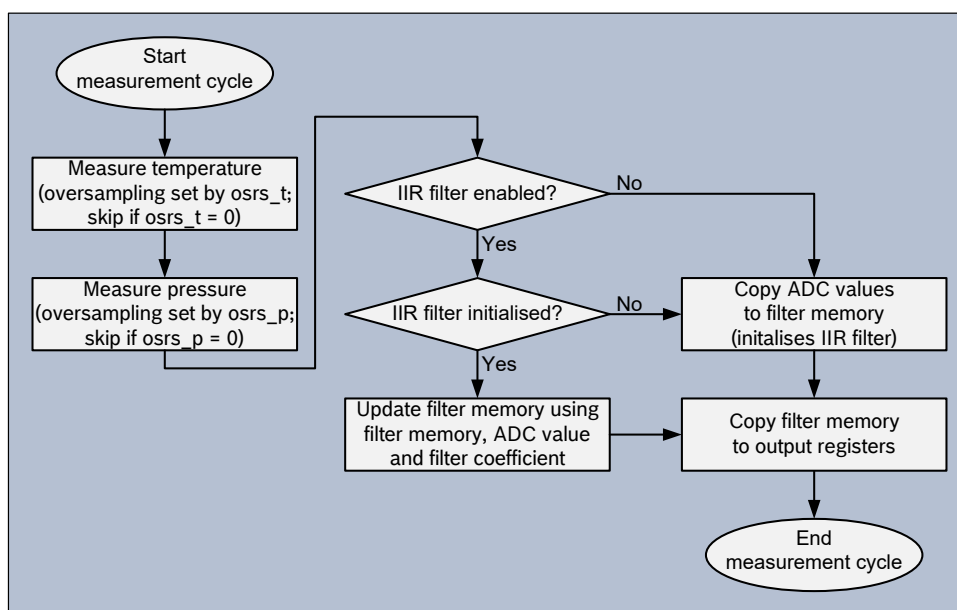 Start
measurement cycle
Measure temperature
(oversampling set by osrs_t;
skip if osrs_t = 0)
Measure pressure
(oversampling set by osrs_p;
skip if osrs_p = 0)
IIR filter enabled?
No
Yes
IIR filter initialised?
No
Yes
Copy ADC values
to filter memory
(initalises IIR filter)
Update filter memory using
filter memory, ADC value
and filter coefficient
Copy filter memory
to output registers
End
measurement cycle